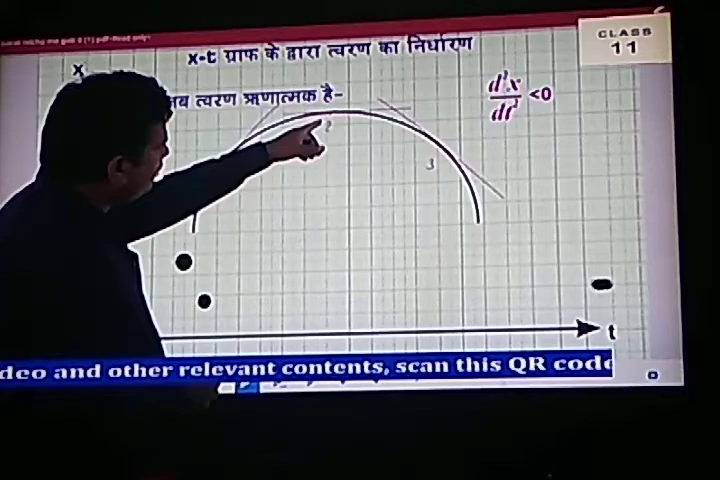 CLASS
11
x-t ग्राफ के द्वारा त्वरण का निर्धारण
x
जब त्वरण ऋणात्मक है-
d²x/dt² <0
2
3
t
deo and other relevant contents, scan this QR code